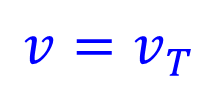 v = v_T